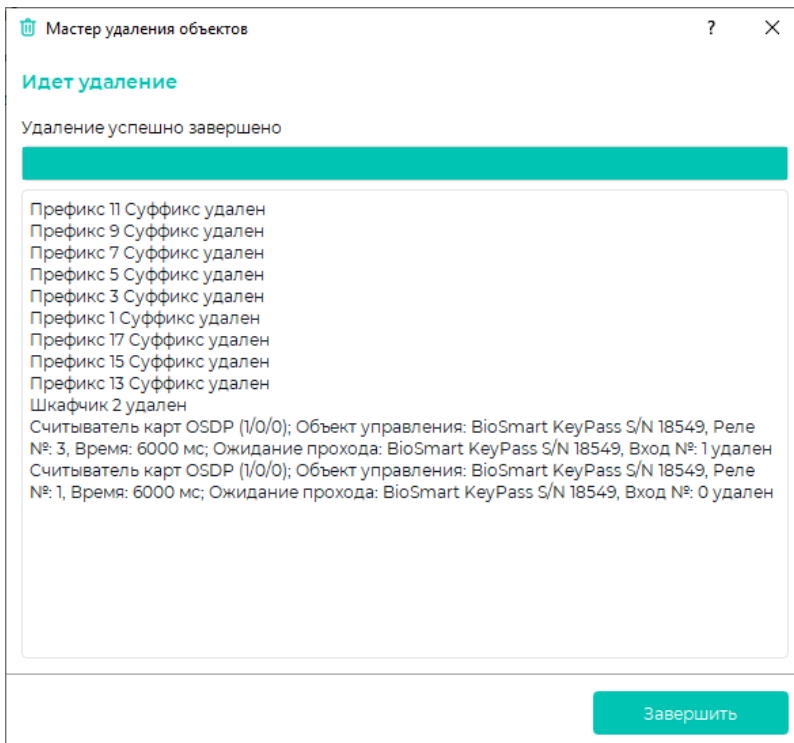 Мастер удаления объектов
?
Идет удаление
Удаление успешно завершено
Префикс 11 Суффикс удален
Префикс 9 Суффикс удален
Префикс 7 Суффикс удален
Префикс 5 Суффикс удален
Префикс 3 Суффикс удален
Префикс 1 Суффикс удален
Префикс 17 Суффикс удален
Префикс 15 Суффикс удален
Префикс 13 Суффикс удален
Шкафчик 2 удален
Считыватель карт OSDP (1/0/0); Объект управления: BioSmart KeyPass S/N 18549, Реле
№: 3, Время: 6000 мс; Ожидание прохода: BioSmart KeyPass S/N 18549, Вход №: 1 удален
Считыватель карт OSDP (1/0/0); Объект управления: BioSmart KeyPass S/N 18549, Реле
№: 1, Время: 6000 мс; Ожидание прохода: BioSmart KeyPass S/N 18549, Вход №: 0 удален
Завершить